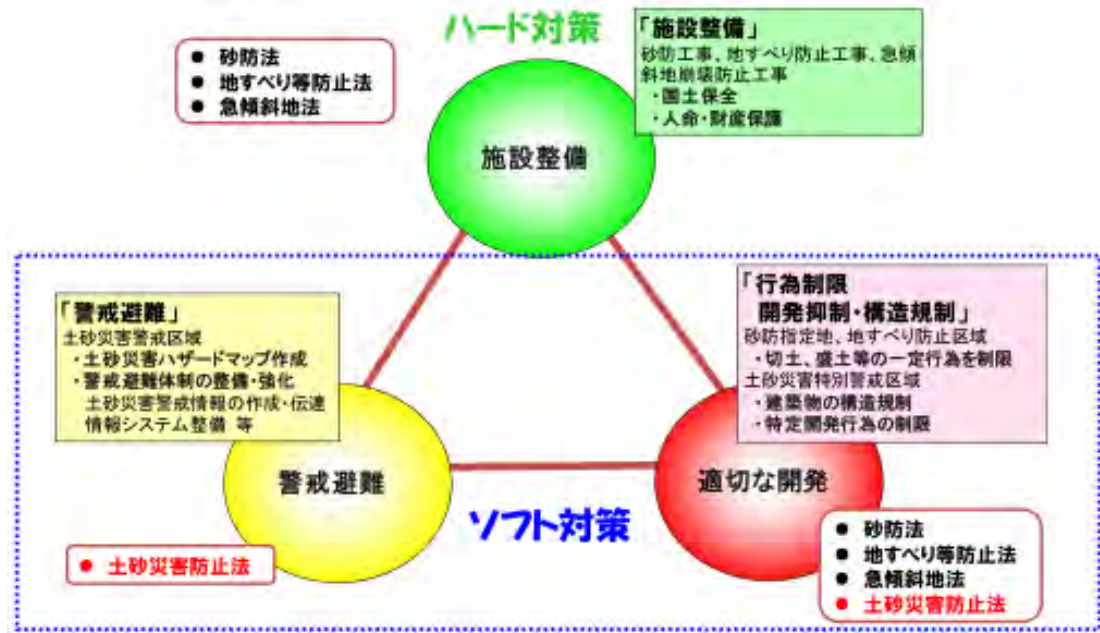 ハード対策
● 砂防法
● 地すべり等防止法
● 急傾斜地法
「施設整備」
砂防工事、地すべり防止工事、急傾
斜地崩壊防止工事
・国土保全
・人命・財産保護
施設整備
「警戒避難」
土砂災害警戒区域
・土砂災害ハザードマップ作成
・警戒避難体制の整備・強化
土砂災害警戒情報の作成・伝達
情報システム整備 等
「行為制限
開発抑制・構造規制」
砂防指定地、地すべり防止区域
・切土、盛土等の一定行為を制限
土砂災害特別警戒区域
・建築物の構造規制
・特定開発行為の制限
警戒避難
適切な開発
ソフト対策
● 土砂災害防止法
● 砂防法
● 地すべり等防止法
● 急傾斜地法
● 土砂災害防止法